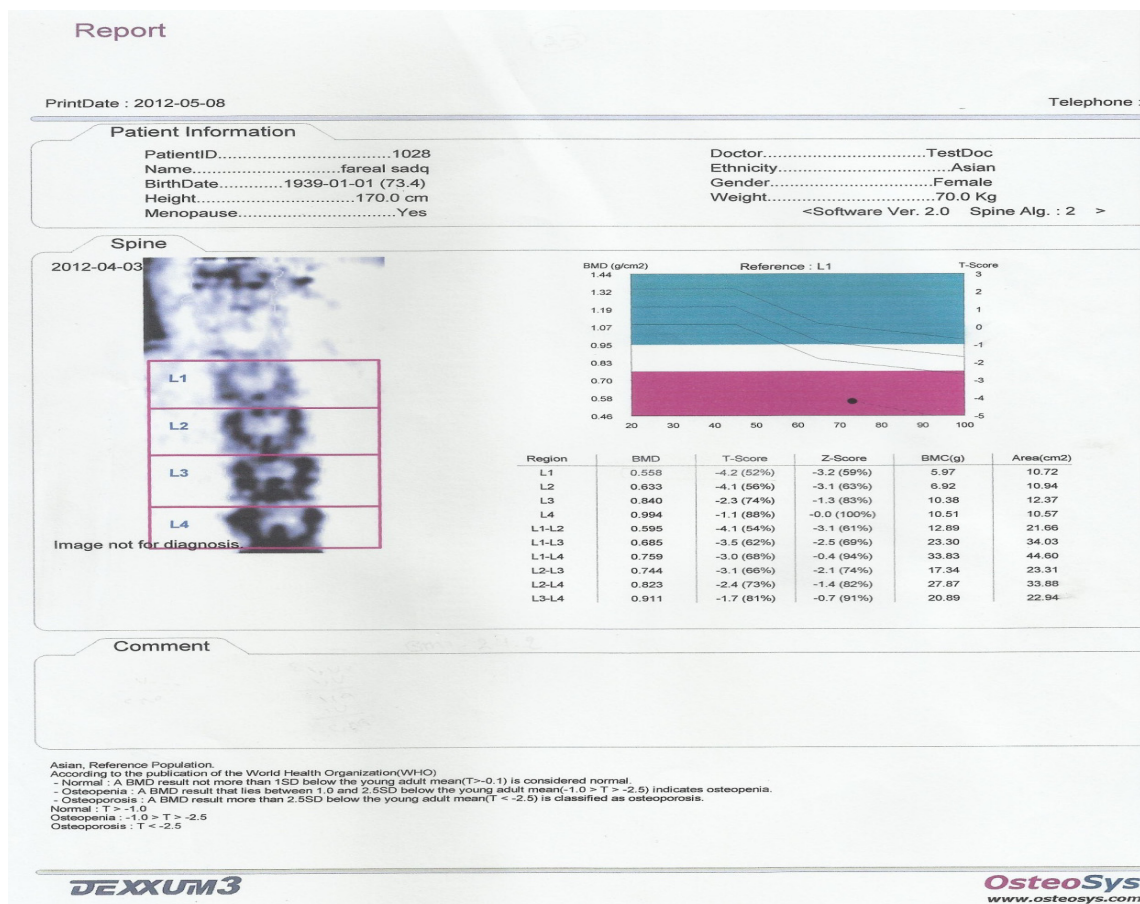 Report
PrintDate : 2012-05-08 Telephone :
Patient Information
PatientID..........................1028
Name......................fareal sadq
BirthDate............1939-01-01 (73.4)
Height........................170.0 cm
Menopause........................Yes
Doctor.........................TestDoc
Ethnicity..........................Asian
Gender.........................Female
Weight.........................70.0 Kg
<Software Ver. 2.0 Spine Alg. : 2 >
Spine
2012-04-03
L1
L2
L3
L4
Image not for diagnosis.
BMD (g/cm2) Reference : L1 T-Score
1.44 3
1.32 2
1.19 1
1.07 0
0.95 -1
0.83 -2
0.70 -3
0.58 -4
0.46 -5
20 30 40 50 60 70 80 90 100
Region BMD T-Score Z-Score BMC(g) Area(cm2)
L1 0.558 -4.2 (52%) -3.2 (59%) 5.97 10.72
L2 0.633 -4.1 (56%) -3.1 (63%) 6.92 10.94
L3 0.840 -2.3 (74%) -1.3 (83%) 10.38 12.37
L4 0.994 -1.1 (88%) -0.0 (100%) 10.51 10.57
L1-L2 0.595 -4.1 (54%) -3.1 (61%) 12.89 21.66
L1-L3 0.685 -3.5 (62%) -2.5 (69%) 23.30 34.03
L1-L4 0.759 -3.0 (68%) -0.4 (94%) 33.83 44.60
L2-L3 0.744 -3.1 (66%) -2.1 (74%) 17.34 23.31
L2-L4 0.823 -2.4 (73%) -1.4 (82%) 27.87 33.88
L3-L4 0.911 -1.7 (81%) -0.7 (91%) 20.89 22.94
Comment
Asian, Reference Population.
According to the publication of the World Health Organization(WHO)
- Normal : A BMD result not more than 1SD below the young adult mean(T>-0.1) is considered normal.
- Osteopenia : A BMD result that lies between 1.0 and 2.5SD below the young adult mean(-1.0 > T > -2.5) indicates osteopenia.
- Osteoporosis : A BMD result more than 2.5SD below the young adult mean(T < -2.5) is classified as osteoporosis.
Normal : T > -1.0
Osteopenia : -1.0 > T > -2.5
Osteoporosis : T < -2.5
DEXXUM3
OsteoSys
www.osteosys.com